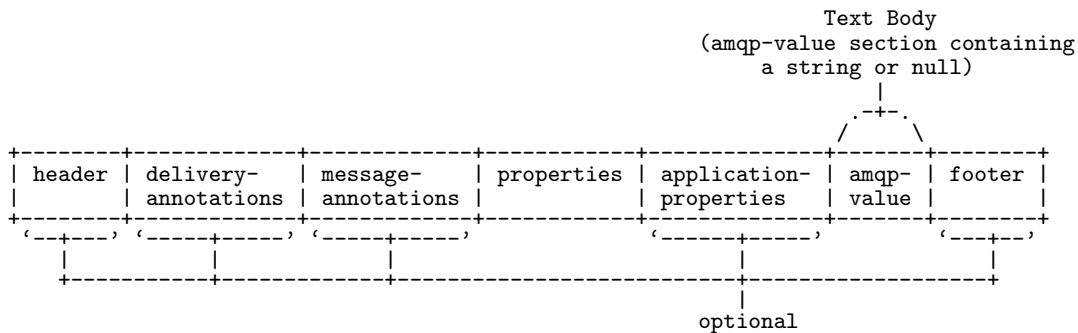 Text Body
(amqp-value section containing
a string or null)
|
.-+-.
/     \
+--------+-------------+-------------+------------+--------------+-------+--------+
| header | delivery-   | message-    | properties | application- | amqp- | footer |
|        | annotations | annotations |            | properties   | value |        |
+--------+-------------+-------------+------------+--------------+-------+--------+
‘--+---’ ‘-----+-----’ ‘-----+-----’ ‘------+-----’ ‘---+--’
|           |             |                            |                   |
+-----------+-------------+----------------------------+-------------------+
|
optional